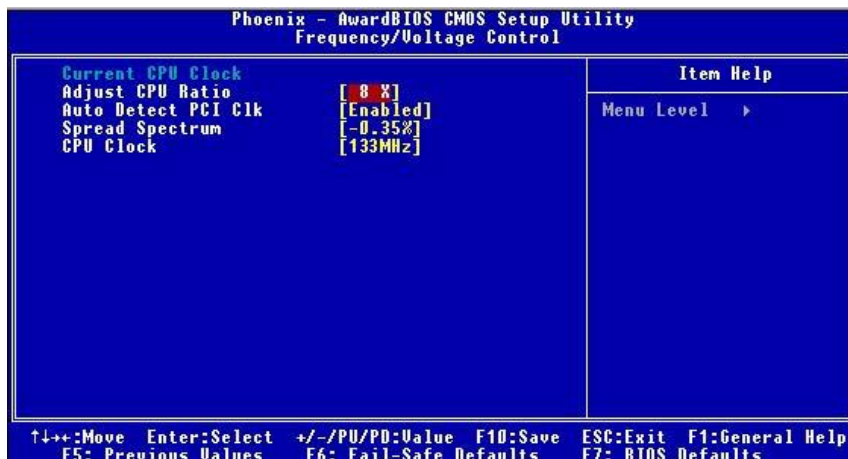 Phoenix - AwardBIOS CMOS Setup Utility
Frequency/Voltage Control
Current CPU Clock
Adjust CPU Ratio [ 8 X]
Auto Detect PCI Clk [Enabled]
Spread Spectrum [-0.35%]
CPU Clock [133MHz]
Item Help
Menu Level ▸
↑↓→←:Move Enter:Select +/-/PU/PD:Value F10:Save ESC:Exit F1:General Help
F5: Previous Values F6: Fail-Safe Defaults F7: BIOS Defaults